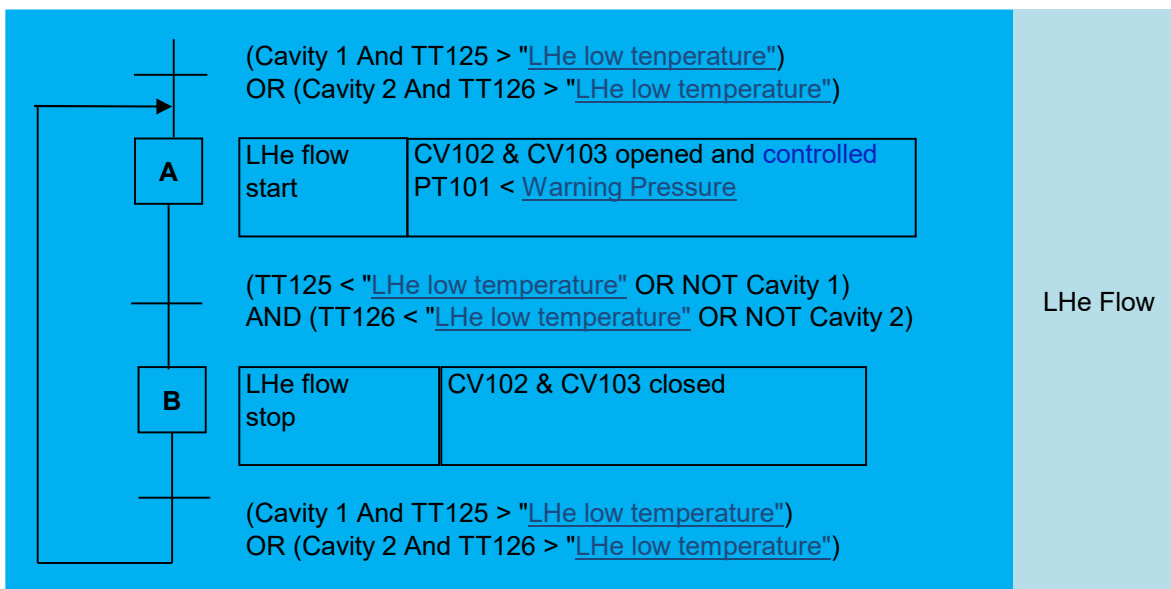 (Cavity 1 And TT125 > "LHe low tenperature")
OR (Cavity 2 And TT126 > "LHe low temperature")
A
LHe flow
start
CV102 & CV103 opened and controlled
PT101 < Warning Pressure
(TT125 < "LHe low temperature" OR NOT Cavity 1)
AND (TT126 < "LHe low temperature" OR NOT Cavity 2)
LHe Flow
B
LHe flow
stop
CV102 & CV103 closed
(Cavity 1 And TT125 > "LHe low temperature")
OR (Cavity 2 And TT126 > "LHe low temperature")